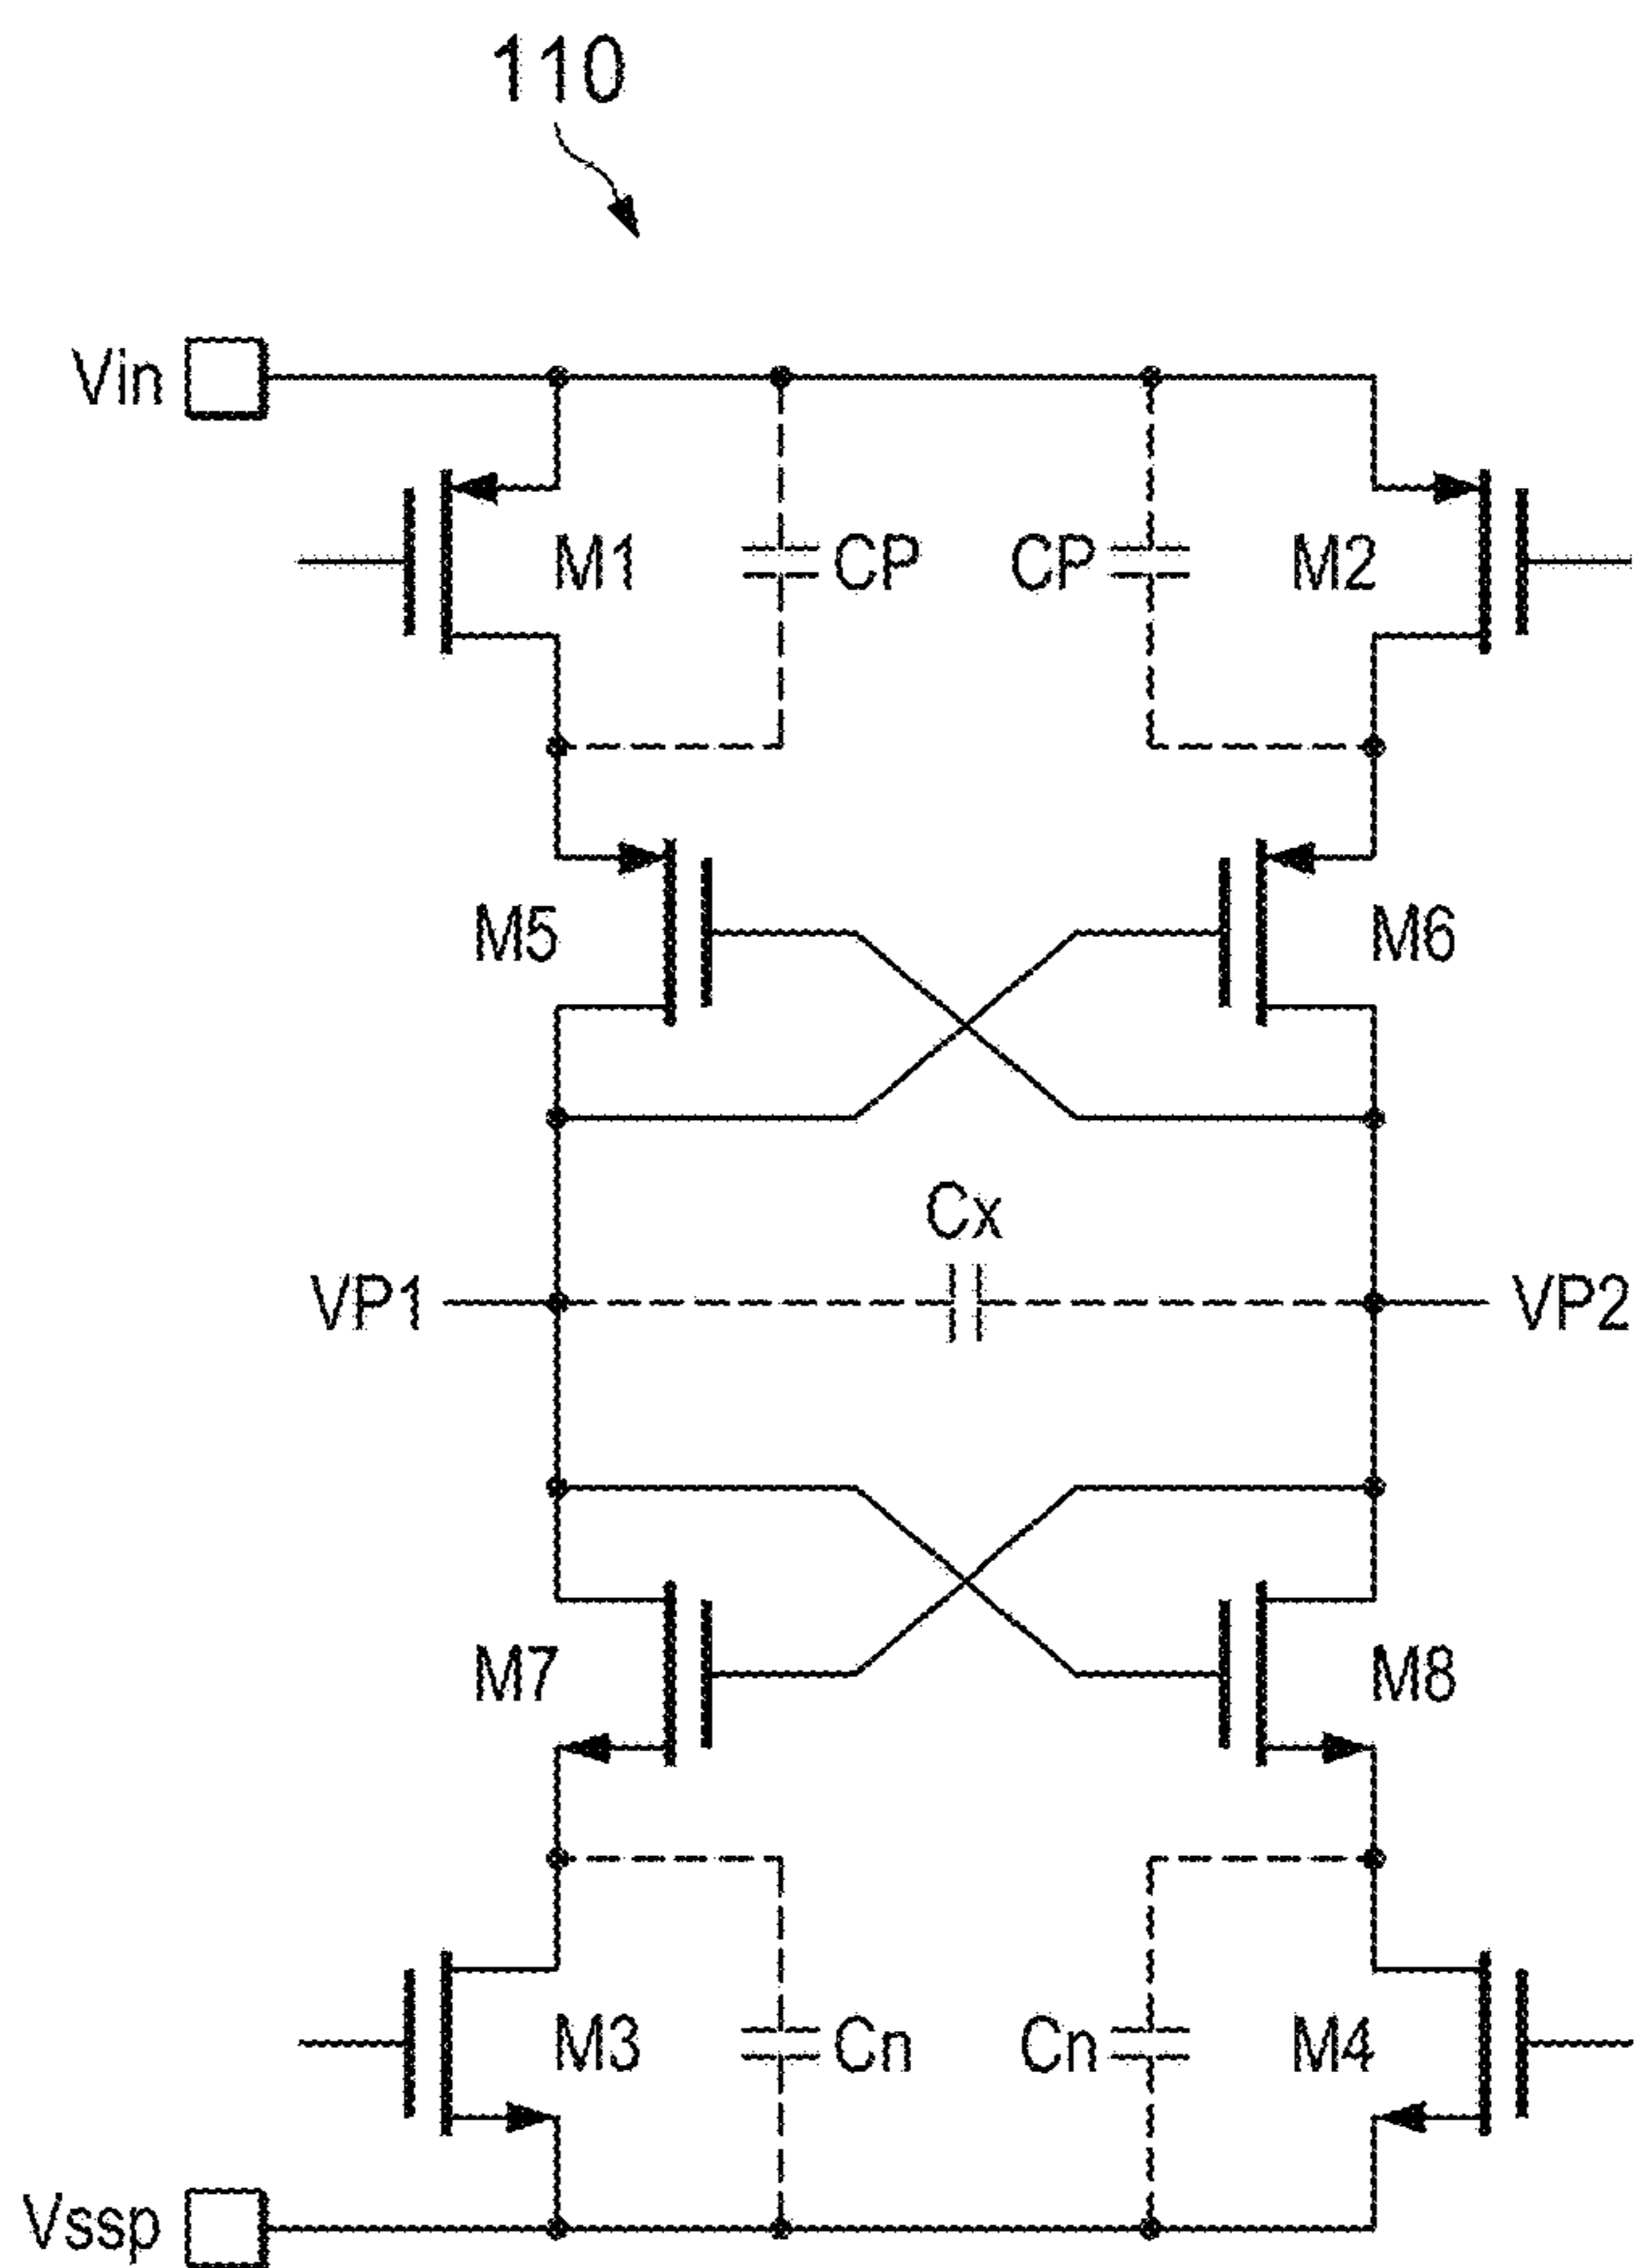 110
Vin
M1 CP CP M2
M5 M6
Cx
VP1 VP2
M7 M8
M3 Cn Cn M4
Vssp